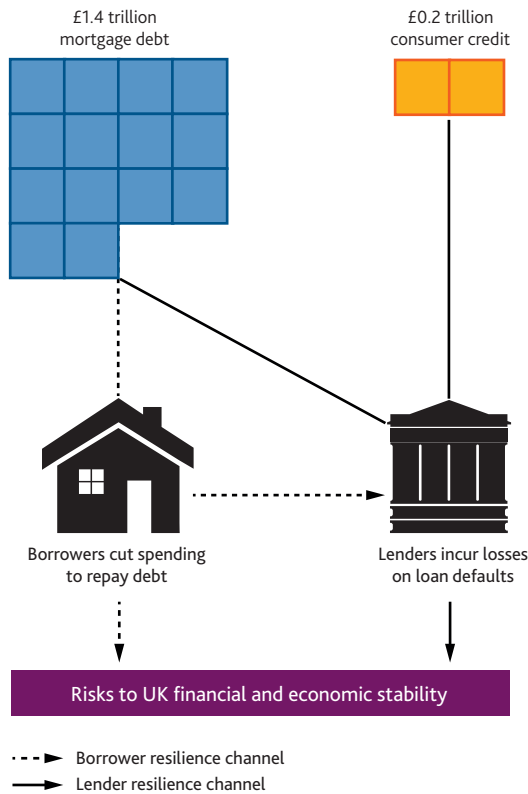 £1.4 trillion
mortgage debt
£0.2 trillion
consumer credit
Borrowers cut spending
to repay debt
Lenders incur losses
on loan defaults
Risks to UK financial and economic stability
Borrower resilience channel
Lender resilience channel